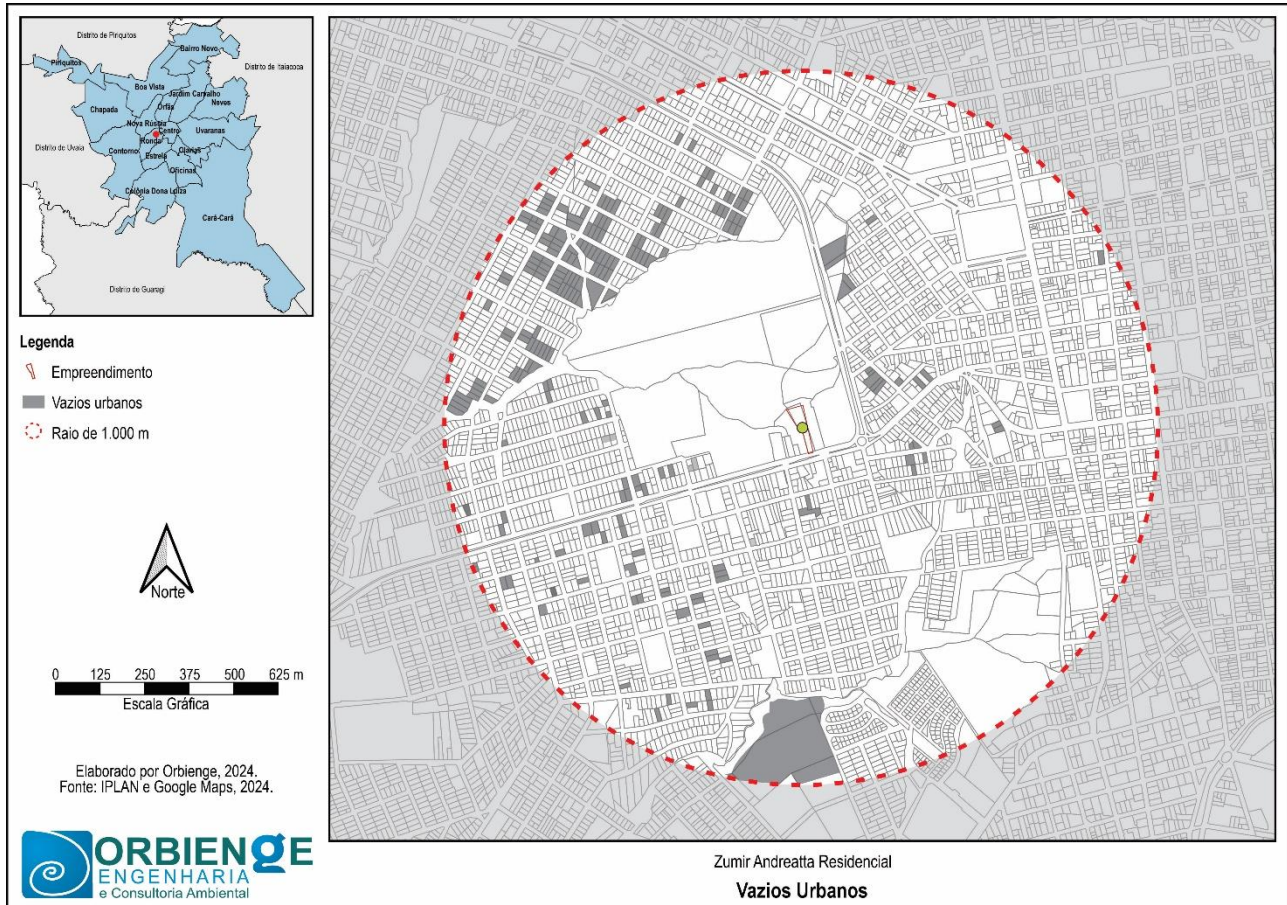 Distrito de Piriquitos
Bairro Novo
Distrito de Itaiacoca
Piriquitos
Boa Vista
Jardim Carvalho
Chapada
Órfãs
Neves
Nova Rússia
Centro
Uvaranas
Ronda
Distrito de Uvaia
Contorno
Estrela
Olarias
Oficinas
Colônia Dona Luiza
Cará-Cará
Distrito de Guaragi
Legenda
Empreendimento
Vazios urbanos
Raio de 1.000 m
Norte
0 125 250 500 625 m
Escala Gráfica
Elaborado por Orbienge, 2024.
Fonte: IPLAN e Google Maps, 2024.
ORBIENGE
ENGENHARIA
e Consultoria Ambiental
Zumir Andreatta Residencial
Vazios Urbanos